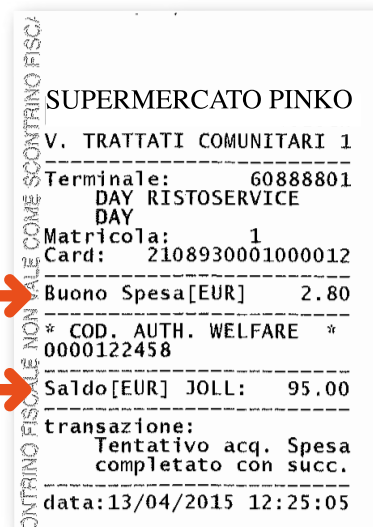 SUPERMERCATO PINKO
V. TRATTATI COMUNITARI 1
Terminale: 60888801
DAY RISTOSERVICE
DAY
Matricola: 1
Card: 2108930001000012
Buono Spesa[EUR] 2.80
* COD. AUTH. WELFARE *
0000122458
Saldo[EUR] JOLL: 95.00
transazione:
Tentativo acq. Spesa
completato con succ.
data:13/04/2015 12:25:05
ONTRINO FISCALE NON VALE COME SCONTRINO FISCA